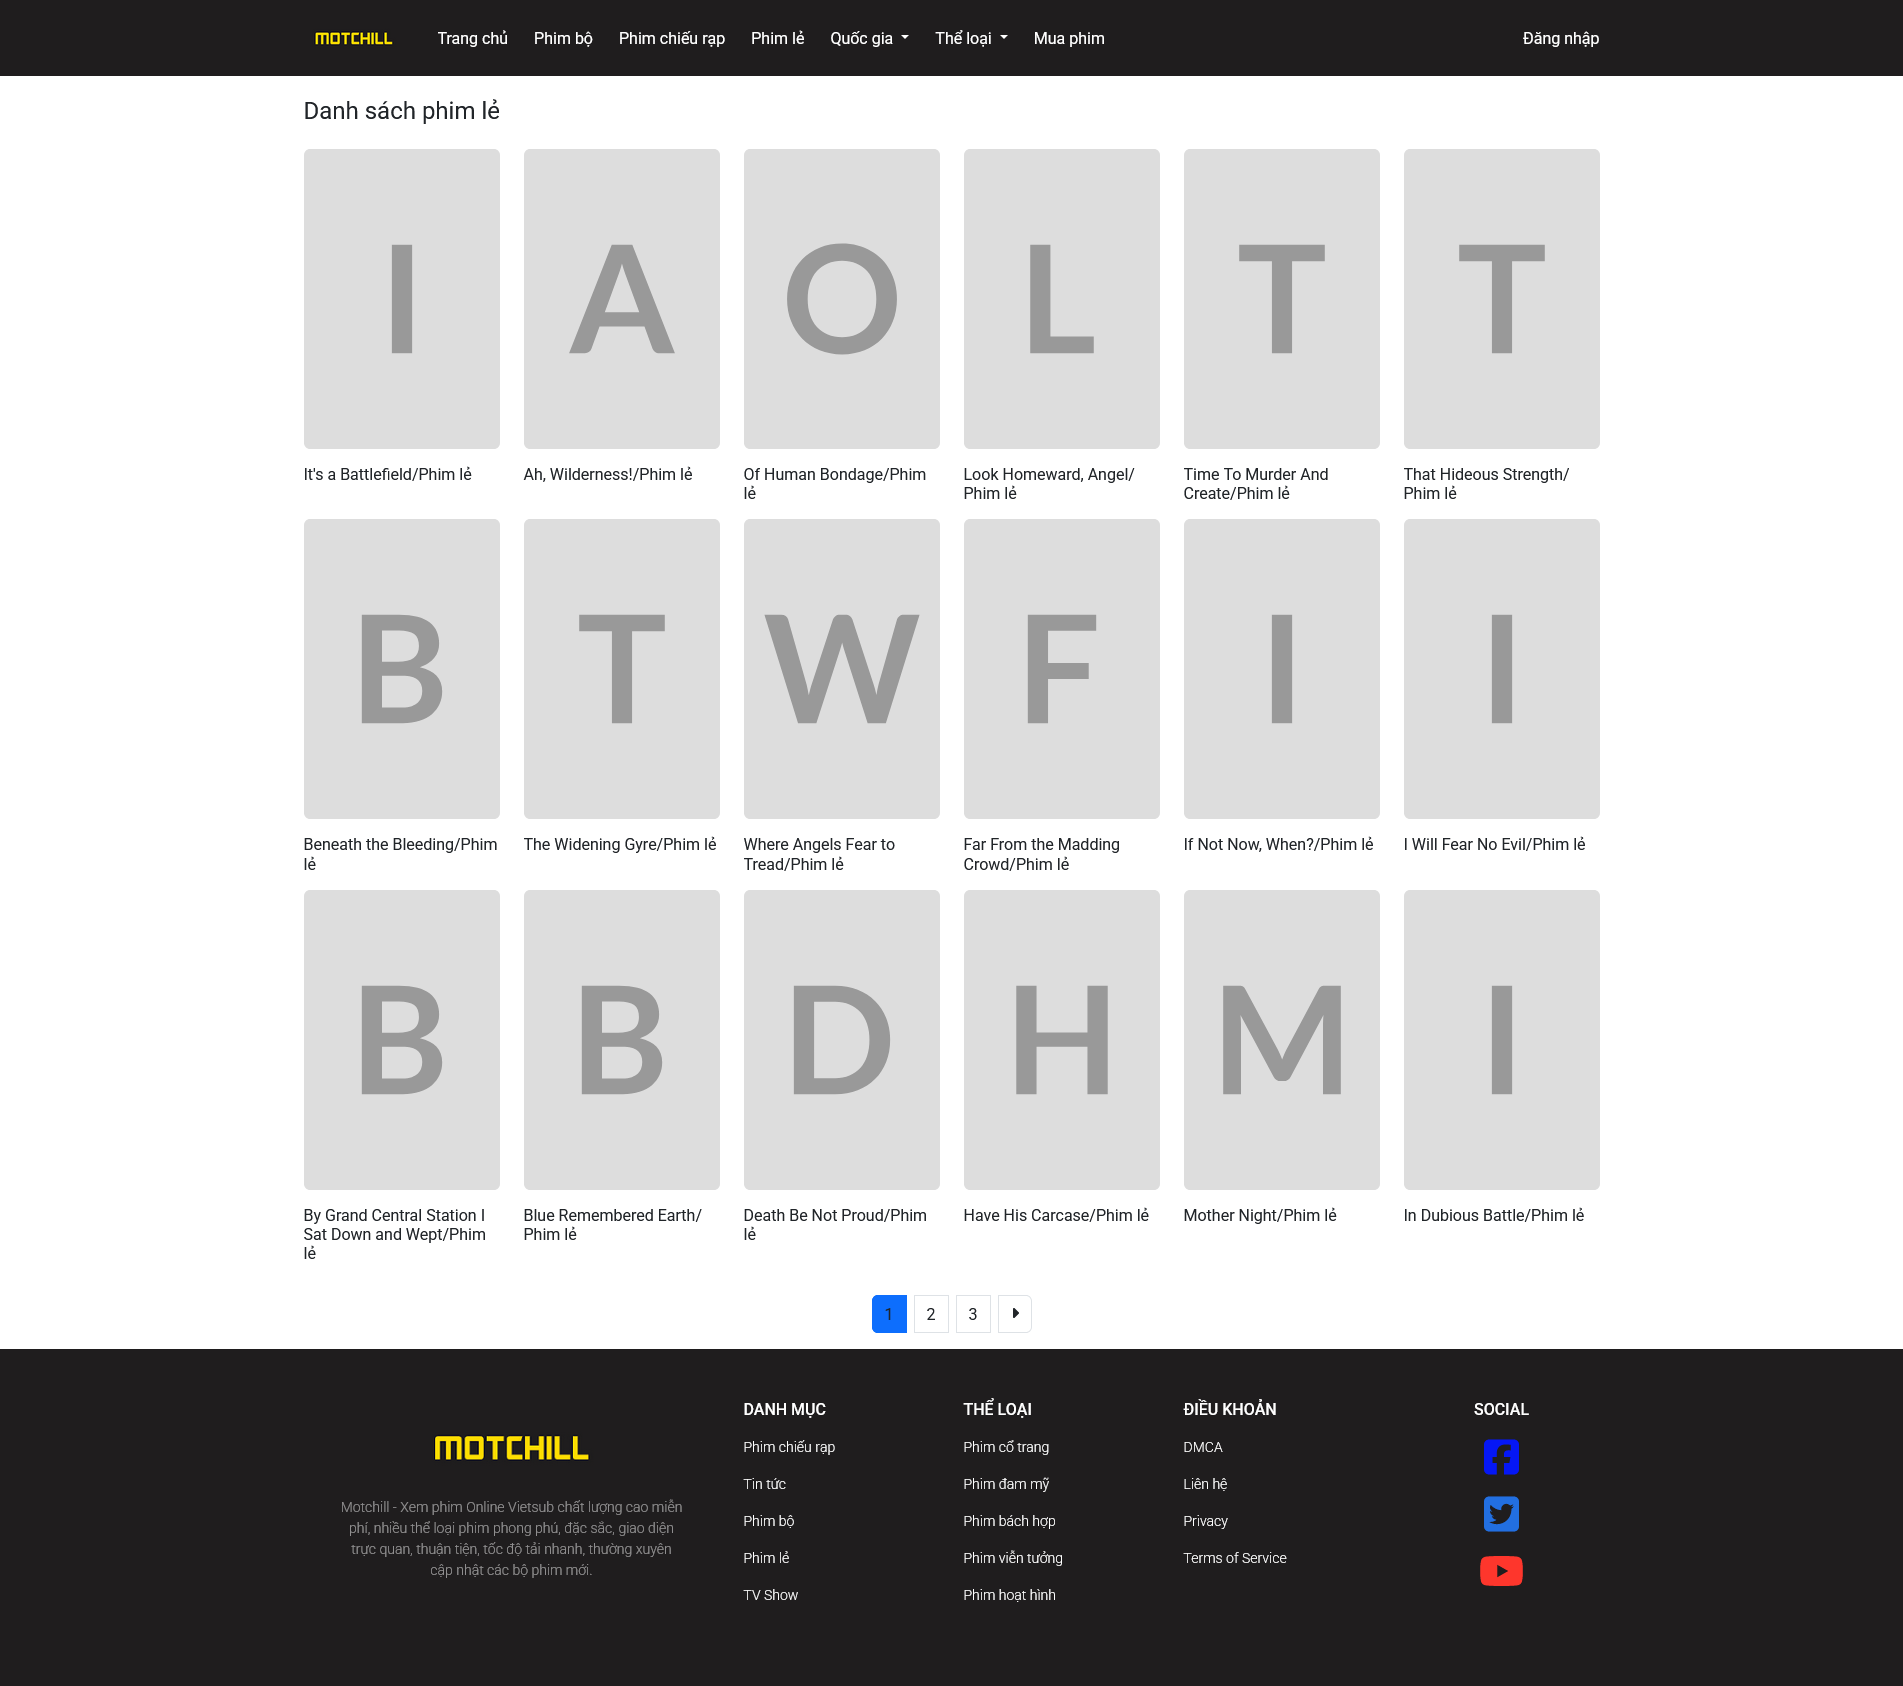 MOTCHILL
Trang chủ
Phim bộ
Phim chiếu rạp
Phim lẻ
Quốc gia
Thể loại
Mua phim
Đăng nhập
Danh sách phim lẻ
I
A
O
L
T
T
It's a Battlefield/Phim lẻ
Ah, Wilderness!/Phim lẻ
Of Human Bondage/Phim
lẻ
Look Homeward, Angel/
Phim lẻ
Time To Murder And
Create/Phim lẻ
That Hideous Strength/
Phim lẻ
B
T
W
F
I
I
Beneath the Bleeding/Phim
lẻ
The Widening Gyre/Phim lẻ
Where Angels Fear to
Tread/Phim lẻ
Far From the Madding
Crowd/Phim lẻ
If Not Now, When?/Phim lẻ
I Will Fear No Evil/Phim lẻ
B
B
D
H
M
I
By Grand Central Station I
Sat Down and Wept/Phim
lẻ
Blue Remembered Earth/
Phim lẻ
Death Be Not Proud/Phim
lẻ
Have His Carcase/Phim lẻ
Mother Night/Phim lẻ
In Dubious Battle/Phim lẻ
1
2
3
MOTCHILL
Motchill - Xem phim Online Vietsub chất lượng cao miễn
phí, nhiều thể loại phim phong phú, đặc sắc, giao diện
trực quan, thuận tiện, tốc độ tải nhanh, thường xuyên
cập nhật các bộ phim mới.
DANH MỤC
Phim chiếu rạp
Tin tức
Phim bộ
Phim lẻ
TV Show
THỂ LOẠI
Phim cổ trang
Phim đam mỹ
Phim bách hợp
Phim viễn tưởng
Phim hoạt hình
ĐIỀU KHOẢN
DMCA
Liên hệ
Privacy
Terms of Service
SOCIAL